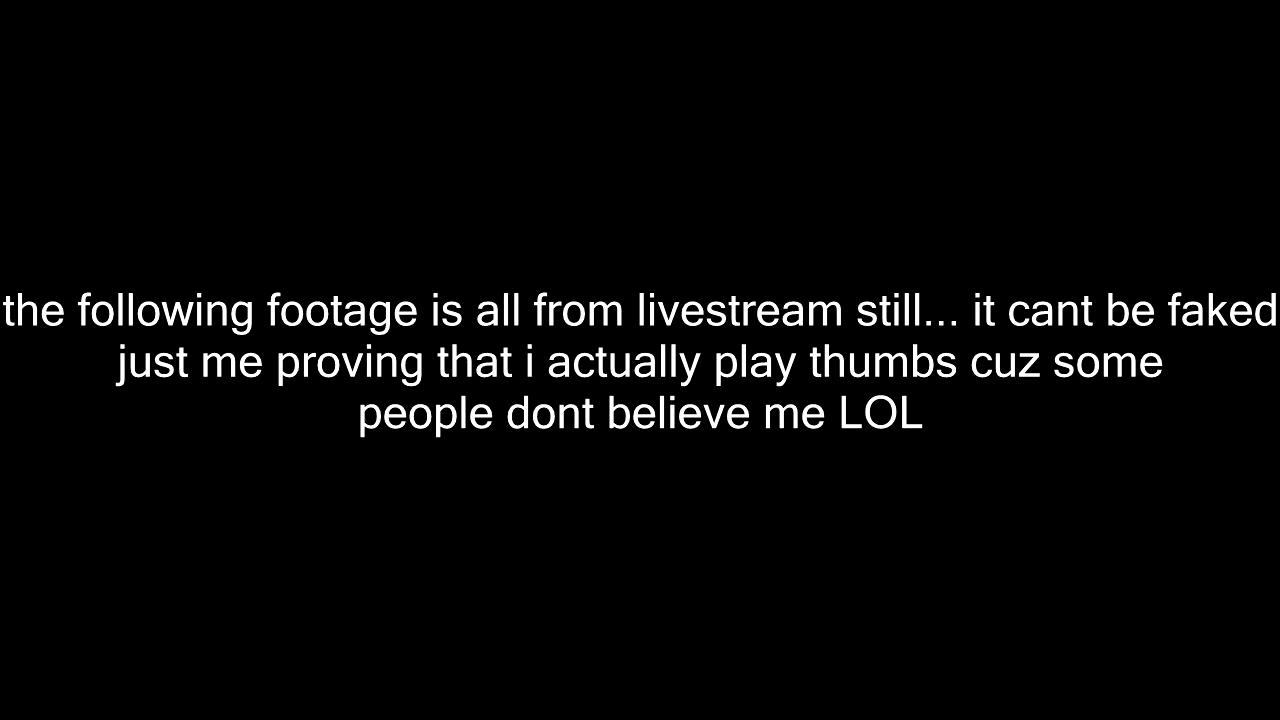 the following footage is all from livestream still... it cant be faked
just me proving that i actually play thumbs cuz some
people dont believe me LOL